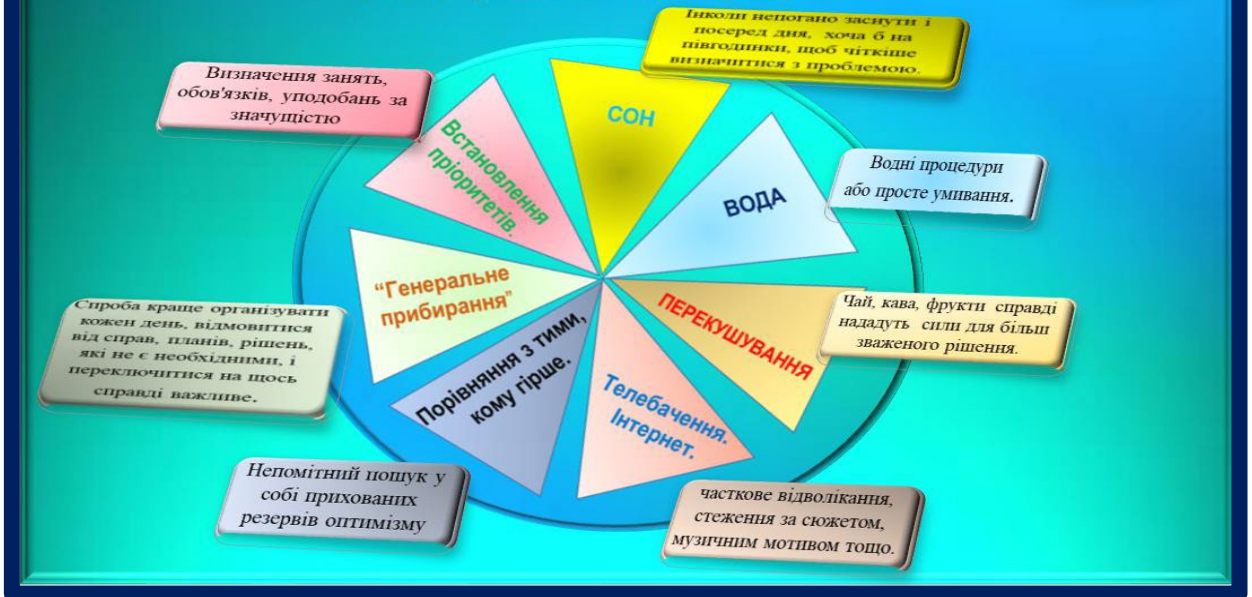 Інколи непогано заснути і
посеред дня, хоча б на
півгодинки, щоб чіткіше
визначитися з проблемою.
СОН
Визначення занять,
обов'язків, уподобань за
значущістю
Встановлення
пріоритетів.
ВОДА
Водні процедури
або просте умивання.
“Генеральне
прибирання”
Спроба краще організувати
кожен день, відмовитися
від справ, планів, рішень,
які не є необхідними, і
переключитися на щось
справді важливе.
ПЕРЕКУШУВАННЯ
Чай, кава, фрукти справді
нададуть сили для більш
зваженого рішення.
Порівняння з тими,
кому гірше.
Непомітний пошук у
собі прихованих
резервів оптимізму
Телебачення.
Інтернет.
часткове відволікання,
стеження за сюжетом,
музичним мотивом тощо.